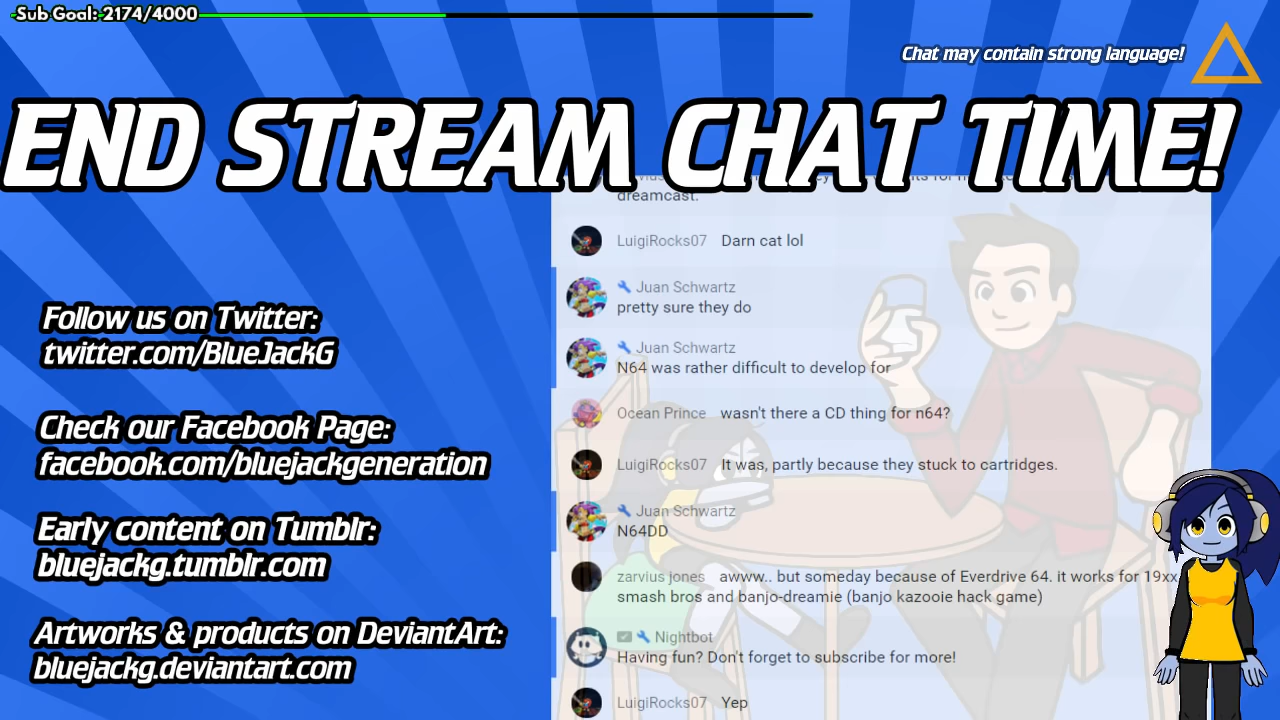 Sub Goal: 2174/4000
Chat may contain strong language!
END STREAM CHAT TIME!
Follow us on Twitter:
twitter.com/BlueJackG
Check our Facebook Page:
facebook.com/bluejackgeneration
Early content on Tumblr:
bluejackg.tumblr.com
Artworks & products on DeviantArt:
bluejackg.deviantart.com
dreamcast.
LuigiRocks07 Darn cat lol
Juan Schwartz
pretty sure they do
Juan Schwartz
N64 was rather difficult to develop for
Ocean Prince wasn't there a CD thing for n64?
LuigiRocks07 It was, partly because they stuck to cartridges.
Juan Schwartz
N64DD
zarvius jones awww.. but someday because of Everdrive 64. it works for 19xx
smash bros and banjo-dreamie (banjo kazooie hack game)
Nightbot
Having fun? Don't forget to subscribe for more!
LuigiRocks07 Yep